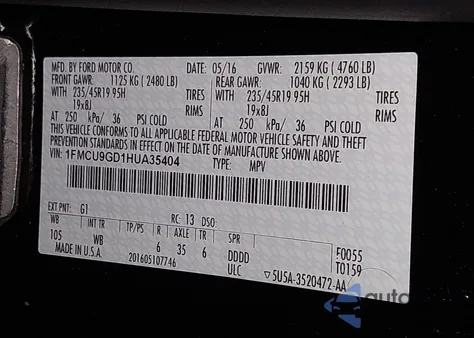 MFD. BY FORD MOTOR CO. DATE: 05/16 GVWR: 2159 KG ( 4760 LB)
FRONT GAWR: 1125 KG ( 2480 LB) REAR GAWR: 1040 KG ( 2293 LB)
WITH 235/45R19 95H TIRES WITH 235/45R19 95H TIRES
19x8J RIMS 19x8J RIMS
AT 250 kPa/ 36 PSI COLD AT 250 kPa/ 36 PSI COLD
THIS VEHICLE CONFORMS TO ALL APPLICABLE FEDERAL MOTOR VEHICLE SAFETY AND THEFT
PREVENTION STANDARDS IN EFFECT ON THE DATE OF MANUFACTURE SHOWN ABOVE.
VIN: 1FMCU9GD1HUA35404 TYPE: MPV
EXT PNT: G1 RC: 13 DSO:
WB INT TR TP/PS R AXLE TR SPR F0055
105 WB 6 35 6 DDDD T0159
MADE IN U.S.A. 201605107746 ULC 5U5A-3520472-AA
auto